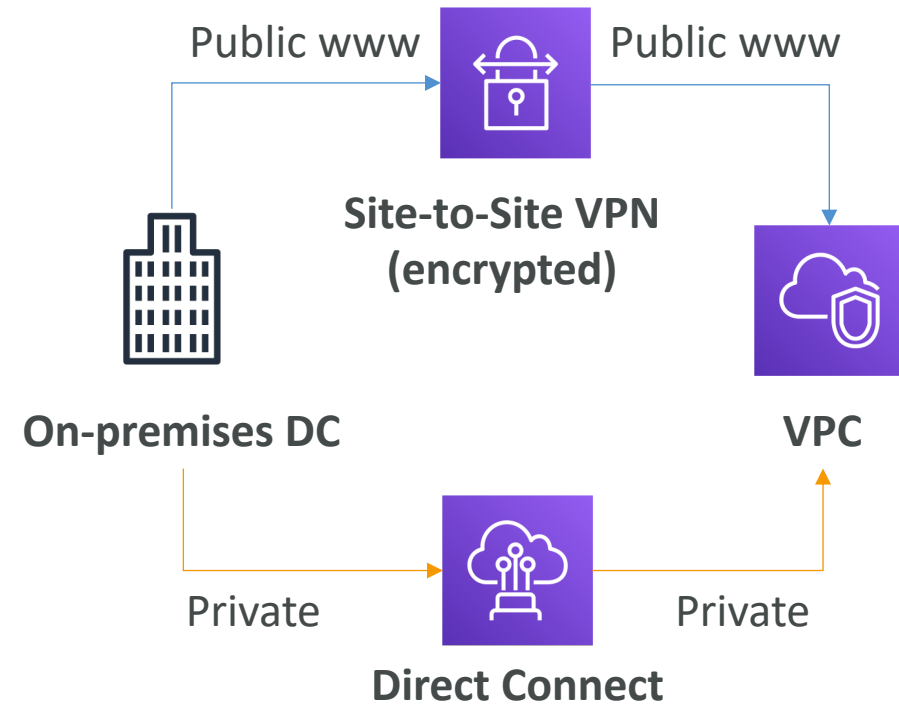 Public www
Public www
Site-to-Site VPN
(encrypted)
On-premises DC
VPC
Private
Private
Direct Connect